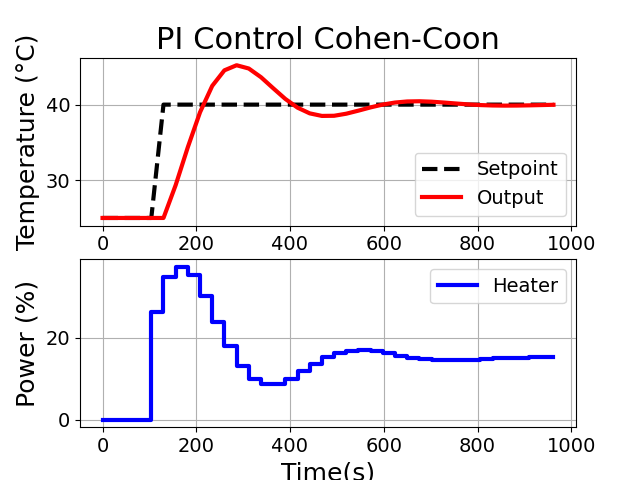 PI Control Cohen-Coon
Temperature (°C)
40
30
Setpoint
Output
0 200 400 600 800 1000
Power (%)
20
0
Heater
0 200 400 600 800 1000
Time(s)